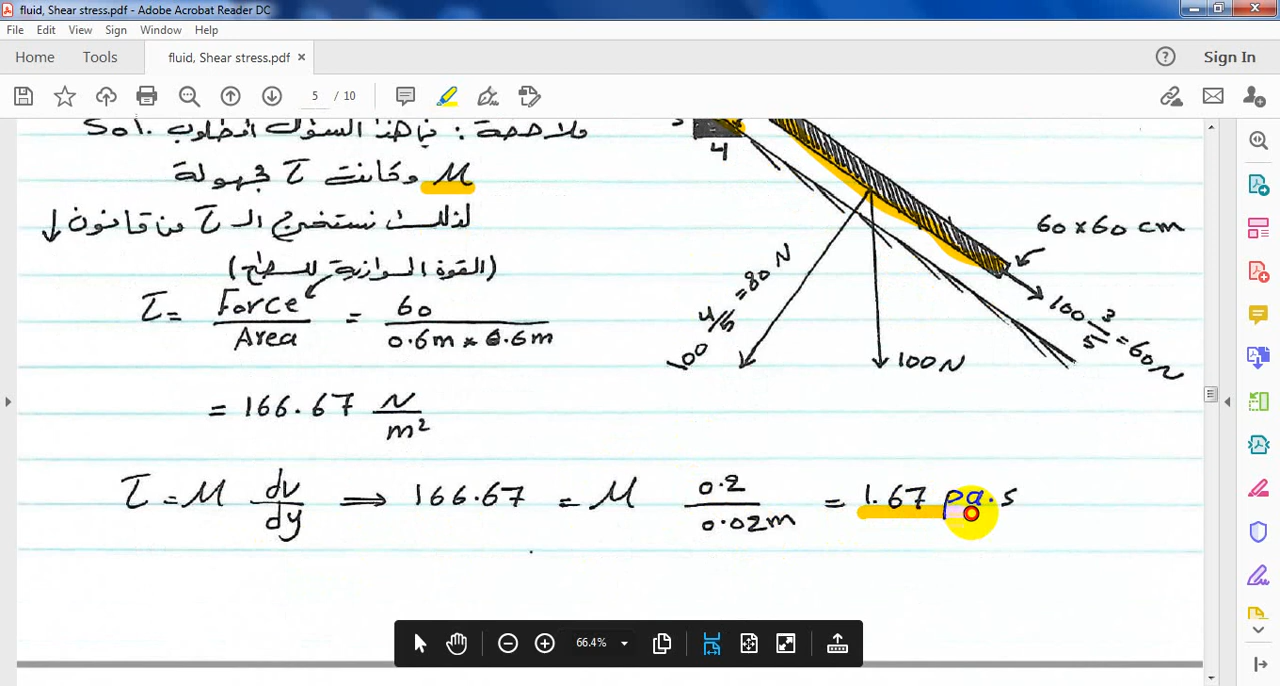 fluid, Shear stress.pdf - Adobe Acrobat Reader DC
File Edit View Sign Window Help
Home Tools fluid, Shear stress.pdf × Sign In
5 / 10
Sol. ملاحظة : في هذا السؤال المطلوب
M وكانت τ مجهولة
لذلك نستخرج الـ τ من قانون ↓
(القوة الموازية للسطح)
τ = Force / Area = 60 / 0.6m × 0.6m
= 166.67 N/m²
τ = M dv/dy ⟹ 166.67 = M 0.2 / 0.02m = 1.67 pa.s
4
60 x 60 cm
100 4/5 = 80 N
100 N
100 3/5 = 60 N
66.4%